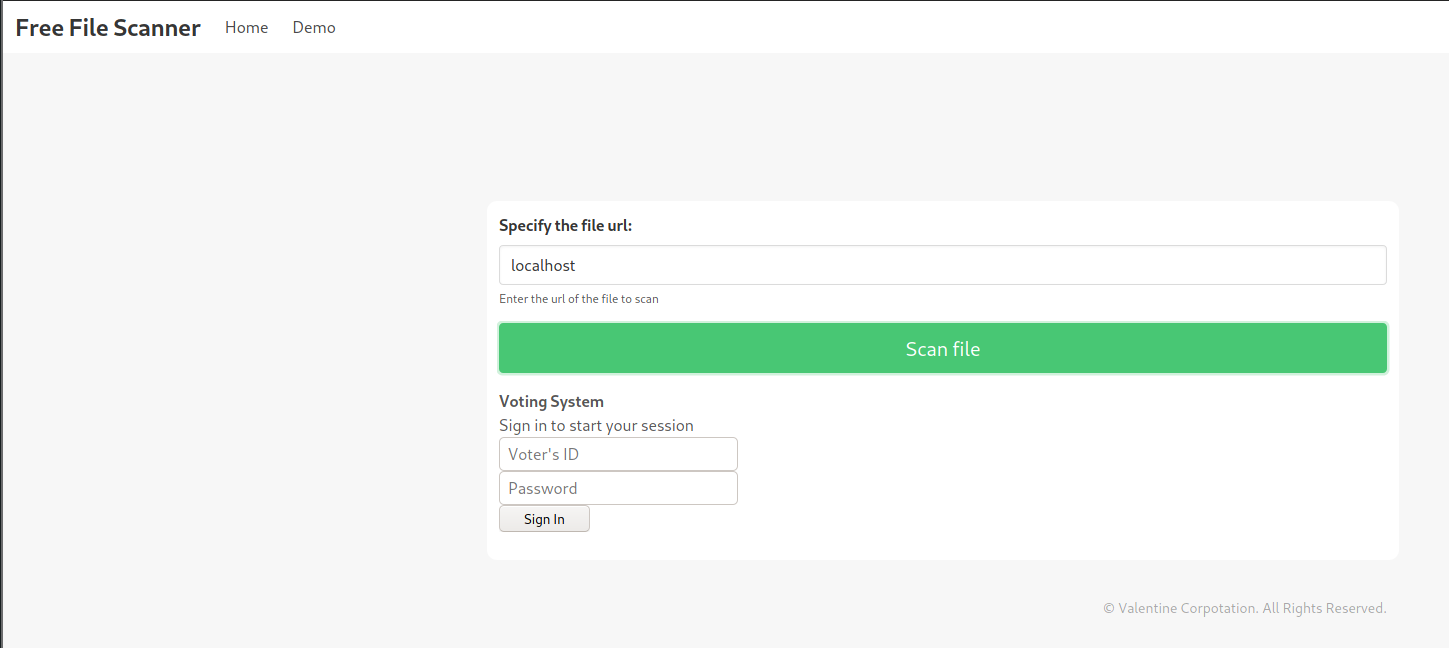 Free File Scanner Home Demo
Specify the file url:
localhost
Enter the url of the file to scan
Scan file
Voting System
Sign in to start your session
Voter's ID
Password
Sign In
© Valentine Corpotation. All Rights Reserved.